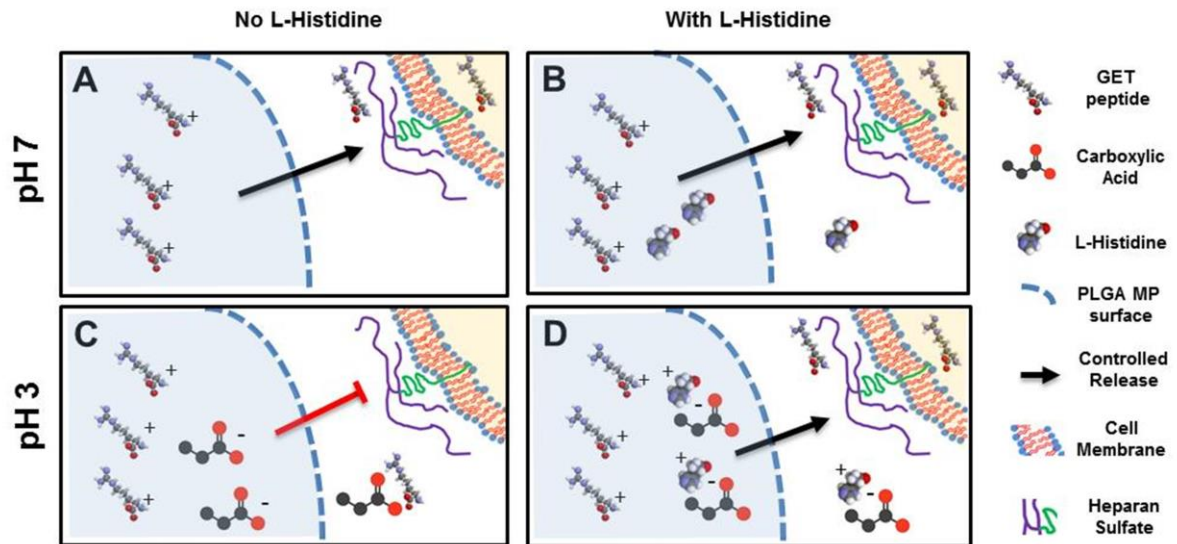 No L-Histidine
With L-Histidine
pH 7
A
+
+
+
B
+
+
+
pH 3
C
+
+
+
-
-
D
+
+
+
+
-
+
-
+
-
GET
peptide
Carboxylic
Acid
L-Histidine
PLGA MP
surface
Controlled
Release
Cell
Membrane
Heparan
Sulfate